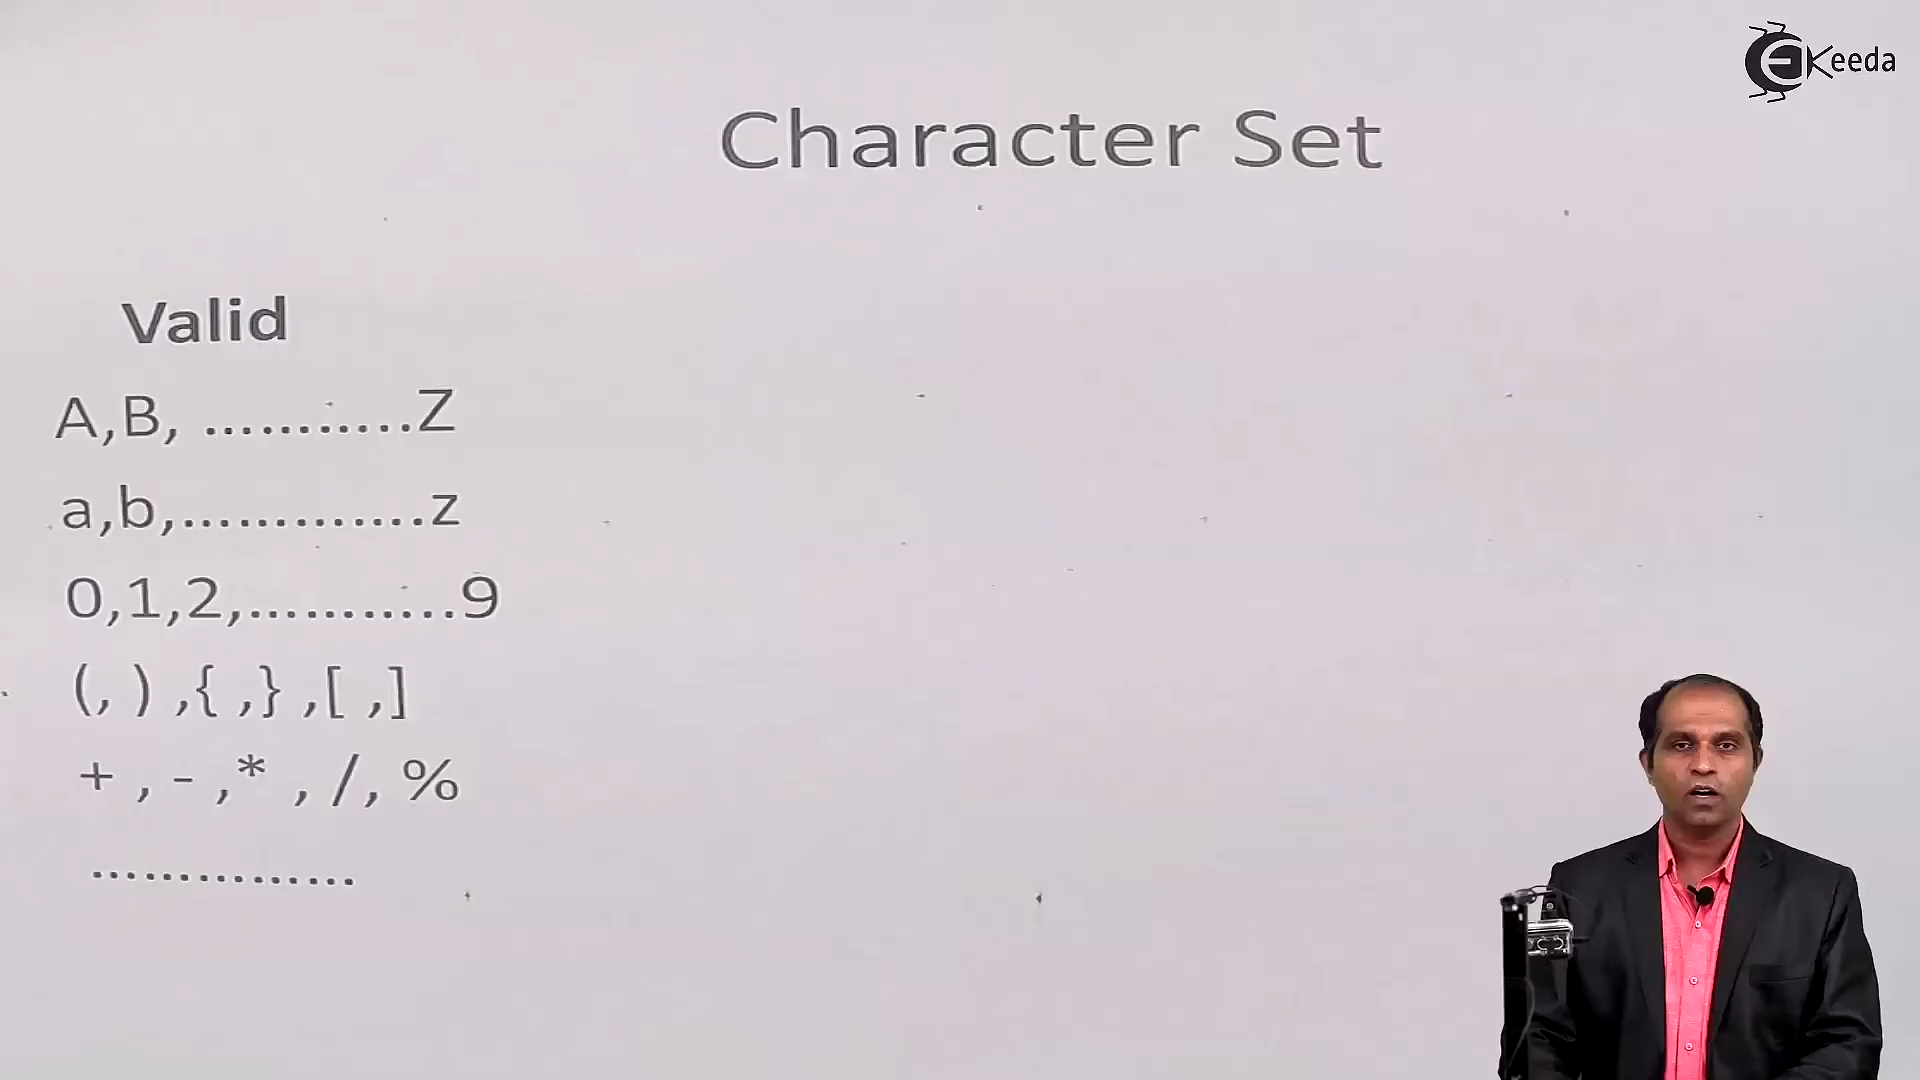 EKeeda
Character Set
Valid
A,B, ...........Z
a,b,.............z
0,1,2,...........9
(, ) ,{ ,} ,[ ,]
+ , - ,* , /, %
...............